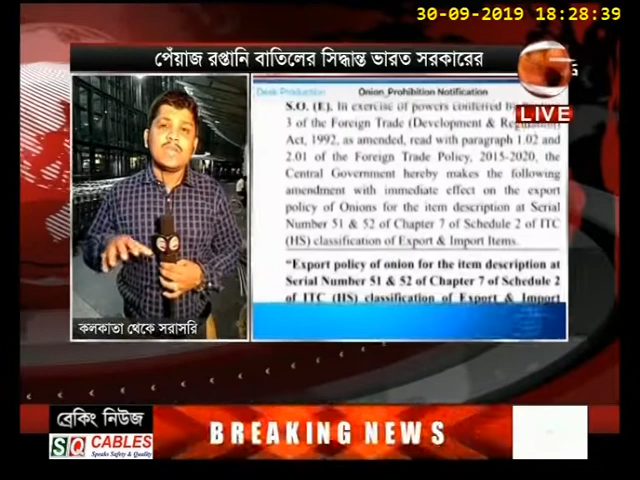 30-09-2019 18:28:39
পেঁয়াজ রপ্তানি বাতিলের সিদ্ধান্ত ভারত সরকারের
Desk Production
Onion_Prohibition Notification
LIVE
S.O. (E). In exercise of powers conferred
3 of the Foreign Trade (Development & Regulation)
Act, 1992, as amended, read with paragraph 1.02 and
2.01 of the Foreign Trade Policy, 2015-2020, the
Central Government hereby makes the following
amendment with immediate effect on the export
policy of Onions for the item description at Serial
Number 51 & 52 of Chapter 7 of Schedule 2 of ITC
(HS) classification of Export & Import Items.
“Export policy of onion for the item description at
Serial Number 51 & 52 of Chapter 7 of Schedule 2
of ITC (HS) classification of Export & Import
কলকাতা থেকে সরাসরি
ব্রেকিং নিউজ
BREAKING NEWS
SQ CABLES
Speaks Safety & Quality